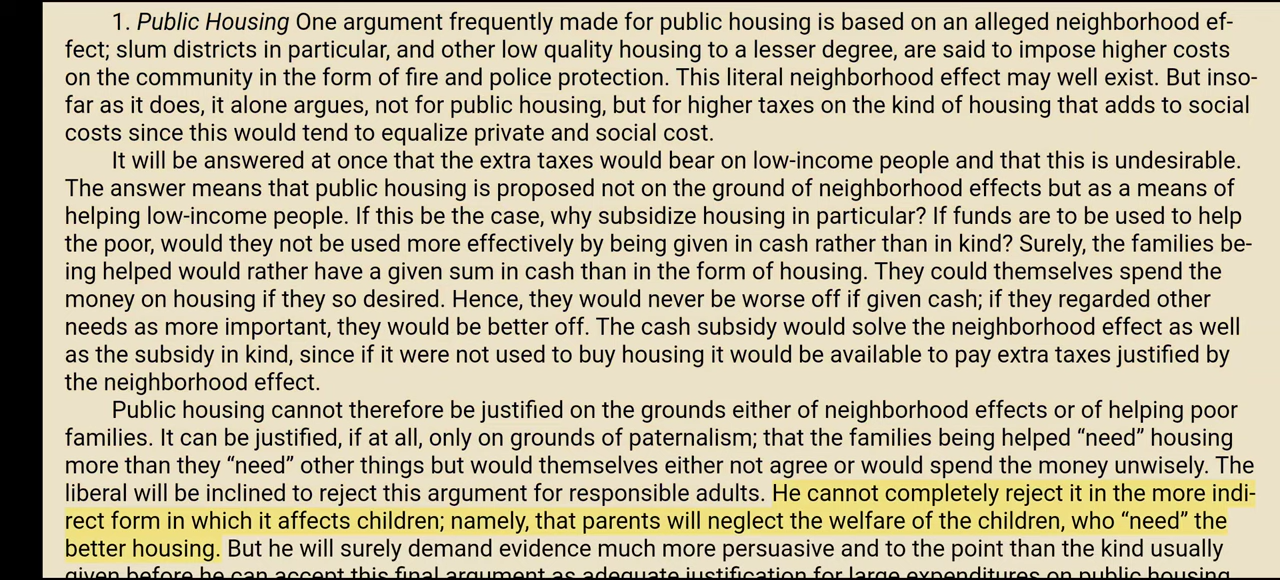 1. Public Housing One argument frequently made for public housing is based on an alleged neighborhood ef-
fect; slum districts in particular, and other low quality housing to a lesser degree, are said to impose higher costs
on the community in the form of fire and police protection. This literal neighborhood effect may well exist. But inso-
far as it does, it alone argues, not for public housing, but for higher taxes on the kind of housing that adds to social
costs since this would tend to equalize private and social cost.
It will be answered at once that the extra taxes would bear on low-income people and that this is undesirable.
The answer means that public housing is proposed not on the ground of neighborhood effects but as a means of
helping low-income people. If this be the case, why subsidize housing in particular? If funds are to be used to help
the poor, would they not be used more effectively by being given in cash rather than in kind? Surely, the families be-
ing helped would rather have a given sum in cash than in the form of housing. They could themselves spend the
money on housing if they so desired. Hence, they would never be worse off if given cash; if they regarded other
needs as more important, they would be better off. The cash subsidy would solve the neighborhood effect as well
as the subsidy in kind, since if it were not used to buy housing it would be available to pay extra taxes justified by
the neighborhood effect.
Public housing cannot therefore be justified on the grounds either of neighborhood effects or of helping poor
families. It can be justified, if at all, only on grounds of paternalism; that the families being helped “need” housing
more than they “need” other things but would themselves either not agree or would spend the money unwisely. The
liberal will be inclined to reject this argument for responsible adults. He cannot completely reject it in the more indi-
rect form in which it affects children; namely, that parents will neglect the welfare of the children, who “need” the
better housing. But he will surely demand evidence much more persuasive and to the point than the kind usually
given before he can accept this final argument as adequate justification for large expenditures on public housing.